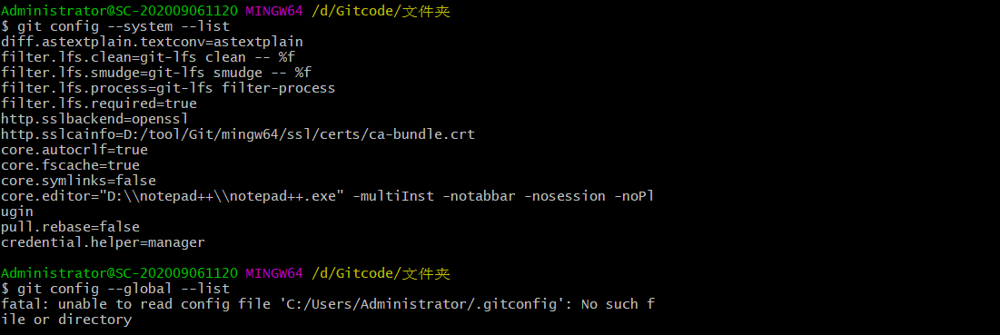 Administrator@SC-202009061120 MINGW64 /d/Gitcode/文件夹
$ git config --system --list
diff.astextplain.textconv=astextplain
filter.lfs.clean=git-lfs clean -- %f
filter.lfs.smudge=git-lfs smudge -- %f
filter.lfs.process=git-lfs filter-process
filter.lfs.required=true
http.sslbackend=openssl
http.sslcainfo=D:/tool/Git/mingw64/ssl/certs/ca-bundle.crt
core.autocrlf=true
core.fscache=true
core.symlinks=false
core.editor="D:\\notepad++\\notepad++.exe" -multiInst -notabbar -nosession -noPl
ugin
pull.rebase=false
credential.helper=manager
Administrator@SC-202009061120 MINGW64 /d/Gitcode/文件夹
$ git config --global --list
fatal: unable to read config file 'C:/Users/Administrator/.gitconfig': No such f
ile or directory